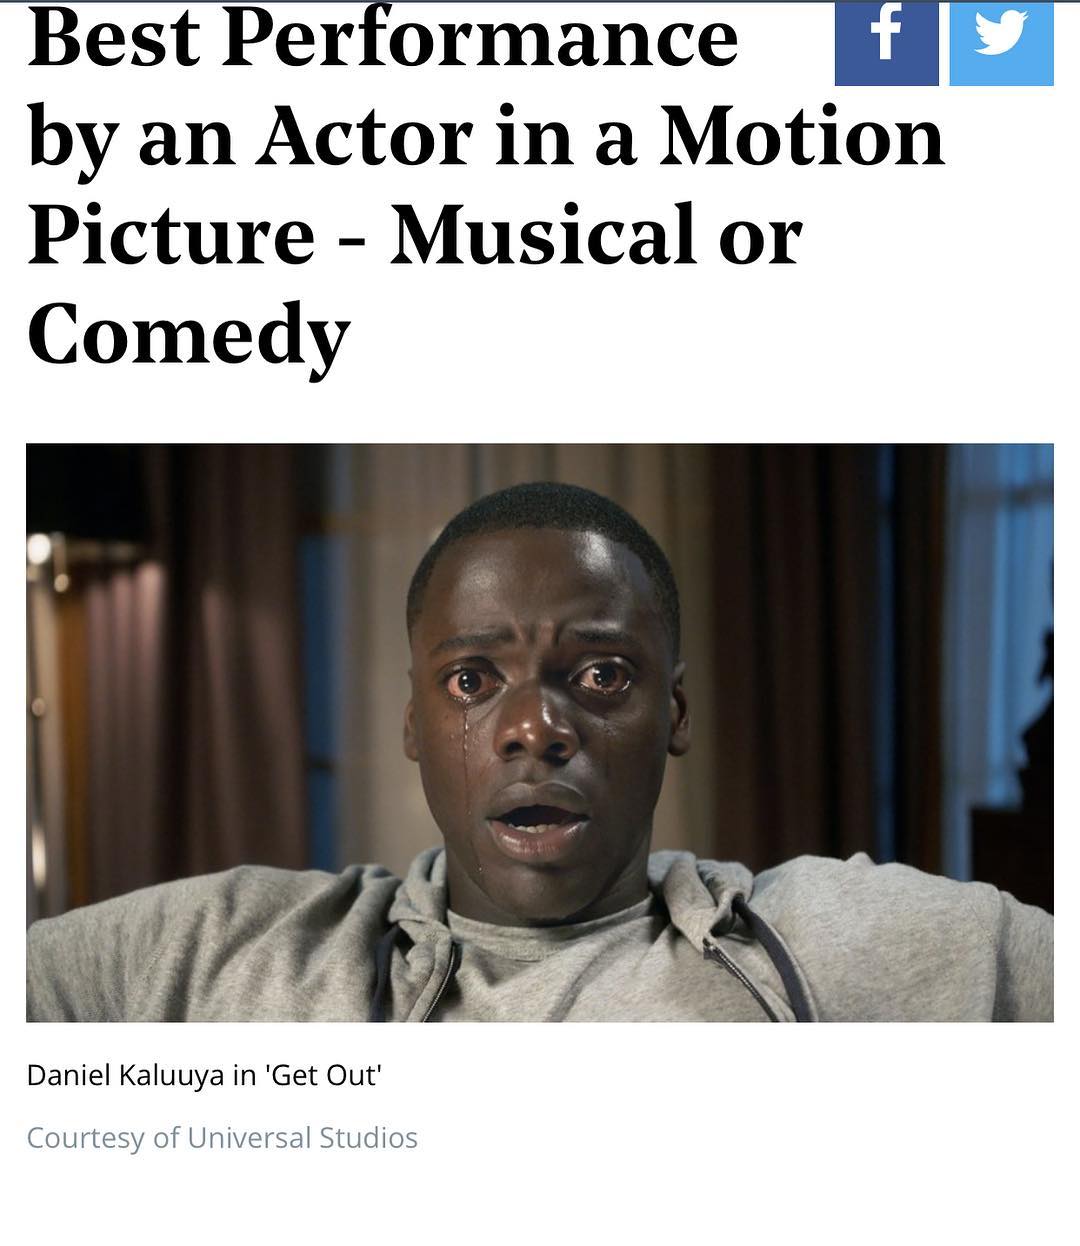 Best Performance
by an Actor in a Motion
Picture - Musical or
Comedy
Daniel Kaluuya in 'Get Out'
Courtesy of Universal Studios